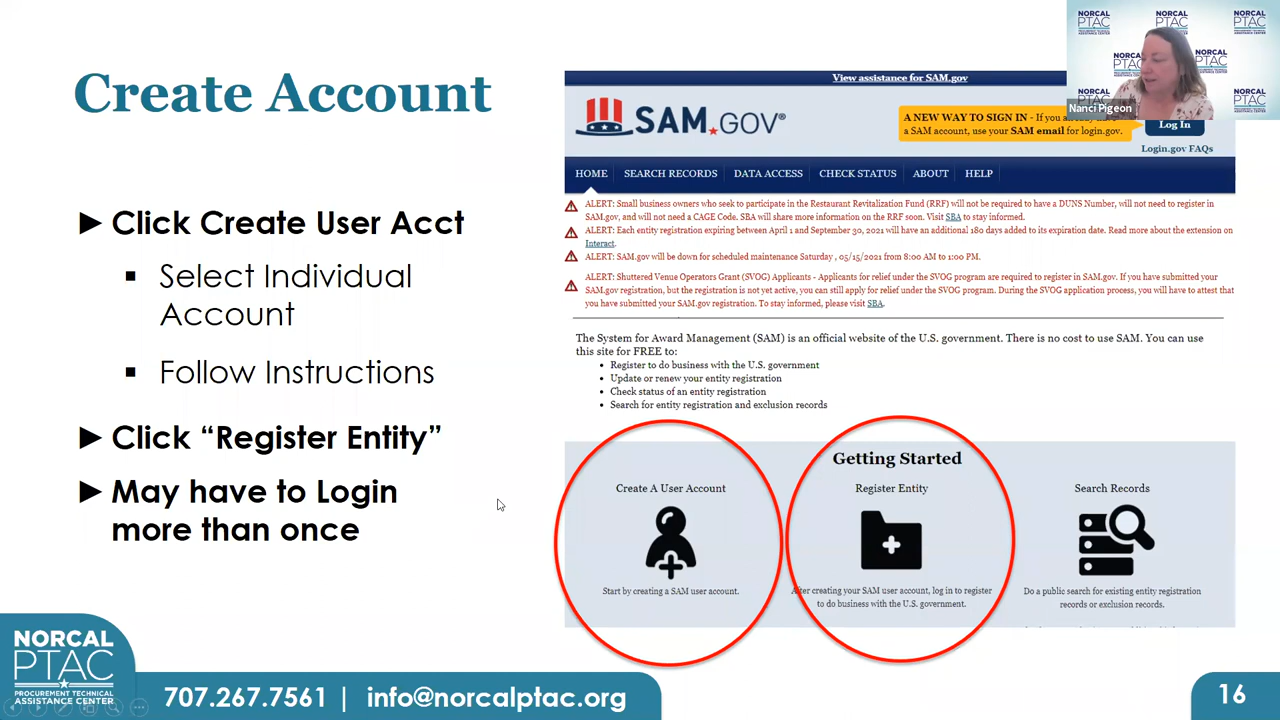 Create Account
► Click Create User Acct
▪ Select Individual
Account
▪ Follow Instructions
► Click “Register Entity”
► May have to Login
more than once
View assistance for SAM.gov
SAM.GOV®
A NEW WAY TO SIGN IN - If you already have
a SAM account, use your SAM email for login.gov.
Log In
Login.gov FAQs
HOME SEARCH RECORDS DATA ACCESS CHECK STATUS ABOUT HELP
ALERT: Small business owners who seek to participate in the Restaurant Revitalization Fund (RRF) will not be required to have a DUNS Number, will not need to register in
SAM.gov, and will not need a CAGE Code. SBA will share more information on the RRF soon. Visit SBA to stay informed.
ALERT: Each entity registration expiring between April 1 and September 30, 2021 will have an additional 180 days added to its expiration date. Read more about the extension on
Interact.
ALERT: SAM.gov will be down for scheduled maintenance Saturday , 05/15/2021 from 8:00 AM to 1:00 PM.
ALERT: Shuttered Venue Operators Grant (SVOG) Applicants - Applicants for relief under the SVOG program are required to register in SAM.gov. If you have submitted your
SAM.gov registration, but the registration is not yet active, you can still apply for relief under the SVOG program. During the SVOG application process, you will have to attest that
you have submitted your SAM.gov registration. To stay informed, please visit SBA.
The System for Award Management (SAM) is an official website of the U.S. government. There is no cost to use SAM. You can use
this site for FREE to:
• Register to do business with the U.S. government
• Update or renew your entity registration
• Check status of an entity registration
• Search for entity registration and exclusion records
Getting Started
Create A User Account
Start by creating a SAM user account.
Register Entity
After creating your SAM user account, log in to register
to do business with the U.S. government.
Search Records
Do a public search for existing entity registration
records or exclusion records.
NORCAL
PTAC
PROCUREMENT TECHNICAL
ASSISTANCE CENTER
Nanci Pigeon
NORCAL
PTAC
PROCUREMENT TECHNICAL
ASSISTANCE CENTER
707.267.7561 | info@norcalptac.org
16